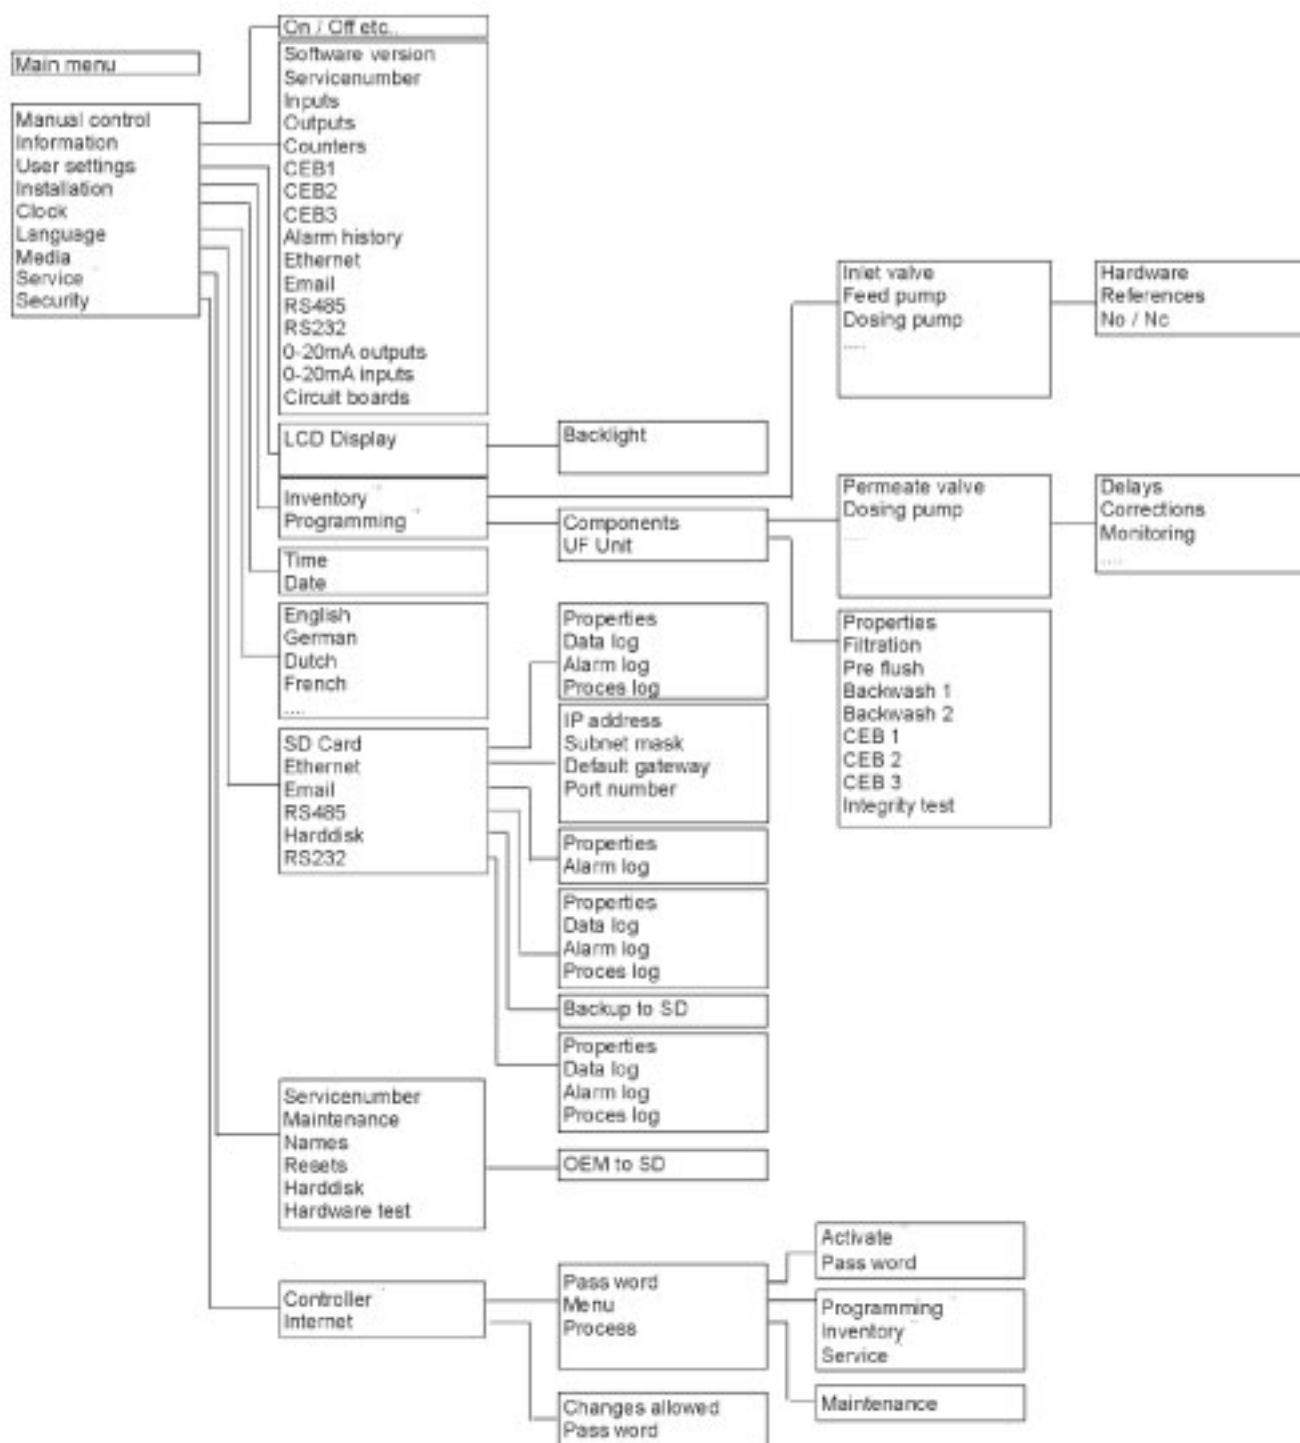 Main menu
Manual control
Information
User settings
Installation
Clock
Language
Media
Service
Security
On / Off etc..
Software version
Servicenumber
Inputs
Outputs
Counters
CEB1
CEB2
CEB3
Alarm history
Ethernet
Email
RS485
RS232
0-20mA outputs
0-20mA inputs
Circuit boards
LCD Display
Backlight
Inventory
Programming
Inlet valve
Feed pump
Dosing pump
....
Hardware
References
No / Nc
Components
UF Unit
Permeate valve
Dosing pump
....
Delays
Corrections
Monitoring
....
Properties
Filtration
Pre flush
Backwash 1
Backwash 2
CEB 1
CEB 2
CEB 3
Integrity test
Time
Date
English
German
Dutch
French
....
SD Card
Ethernet
Email
RS485
Harddisk
RS232
Properties
Data log
Alarm log
Proces log
IP address
Subnet mask
Default gateway
Port number
Properties
Alarm log
Properties
Data log
Alarm log
Proces log
Backup to SD
Properties
Data log
Alarm log
Proces log
Servicenumber
Maintenance
Names
Resets
Harddisk
Hardware test
OEM to SD
Controller
Internet
Pass word
Menu
Process
Activate
Pass word
Programming
Inventory
Service
Maintenance
Changes allowed
Pass word